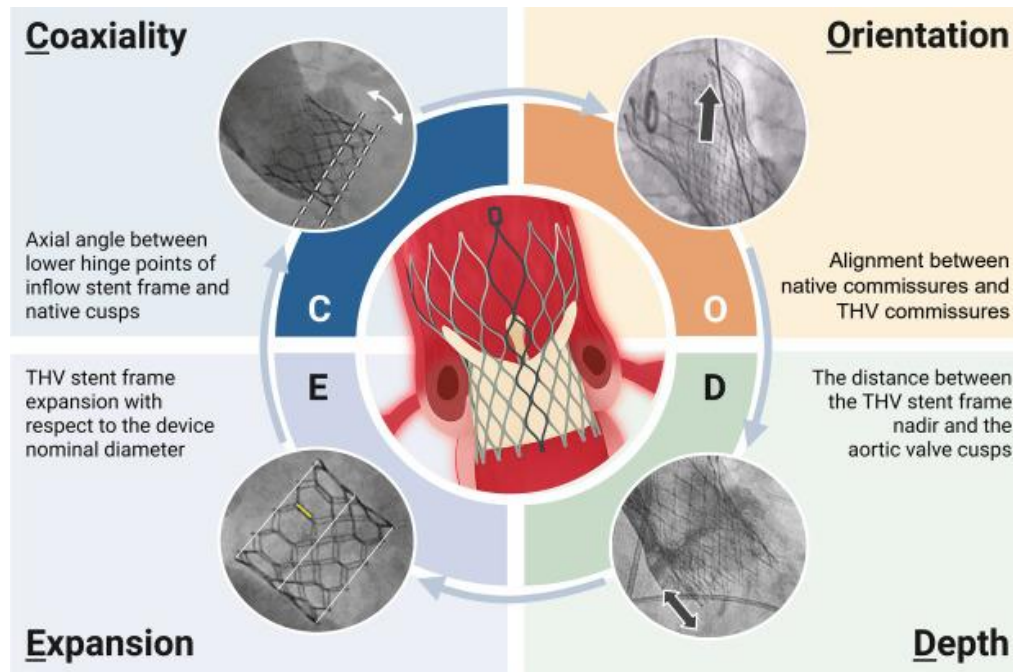 Coaxiality
Orientation
Axial angle between
lower hinge points of
inflow stent frame and
native cusps
Alignment between
native commissures and
THV commissures
C
O
E
D
THV stent frame
expansion with
respect to the device
nominal diameter
The distance between
the THV stent frame
nadir and the
aortic valve cusps
Expansion
Depth